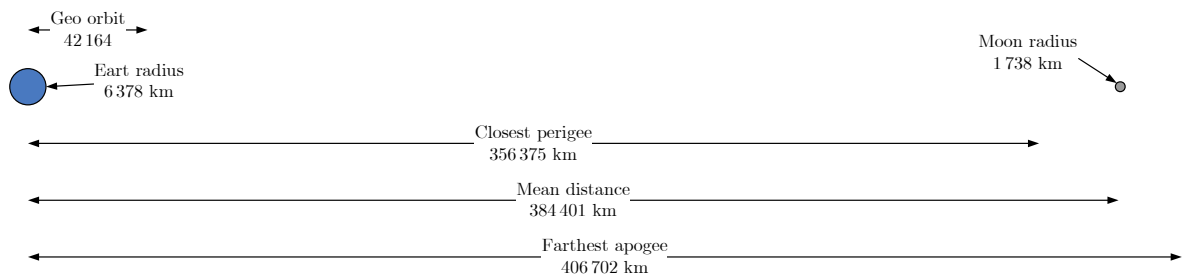 Geo orbit
42 164
Moon radius
1 738 km
Eart radius
6 378 km
Closest perigee
356 375 km
Mean distance
384 401 km
Farthest apogee
406 702 km